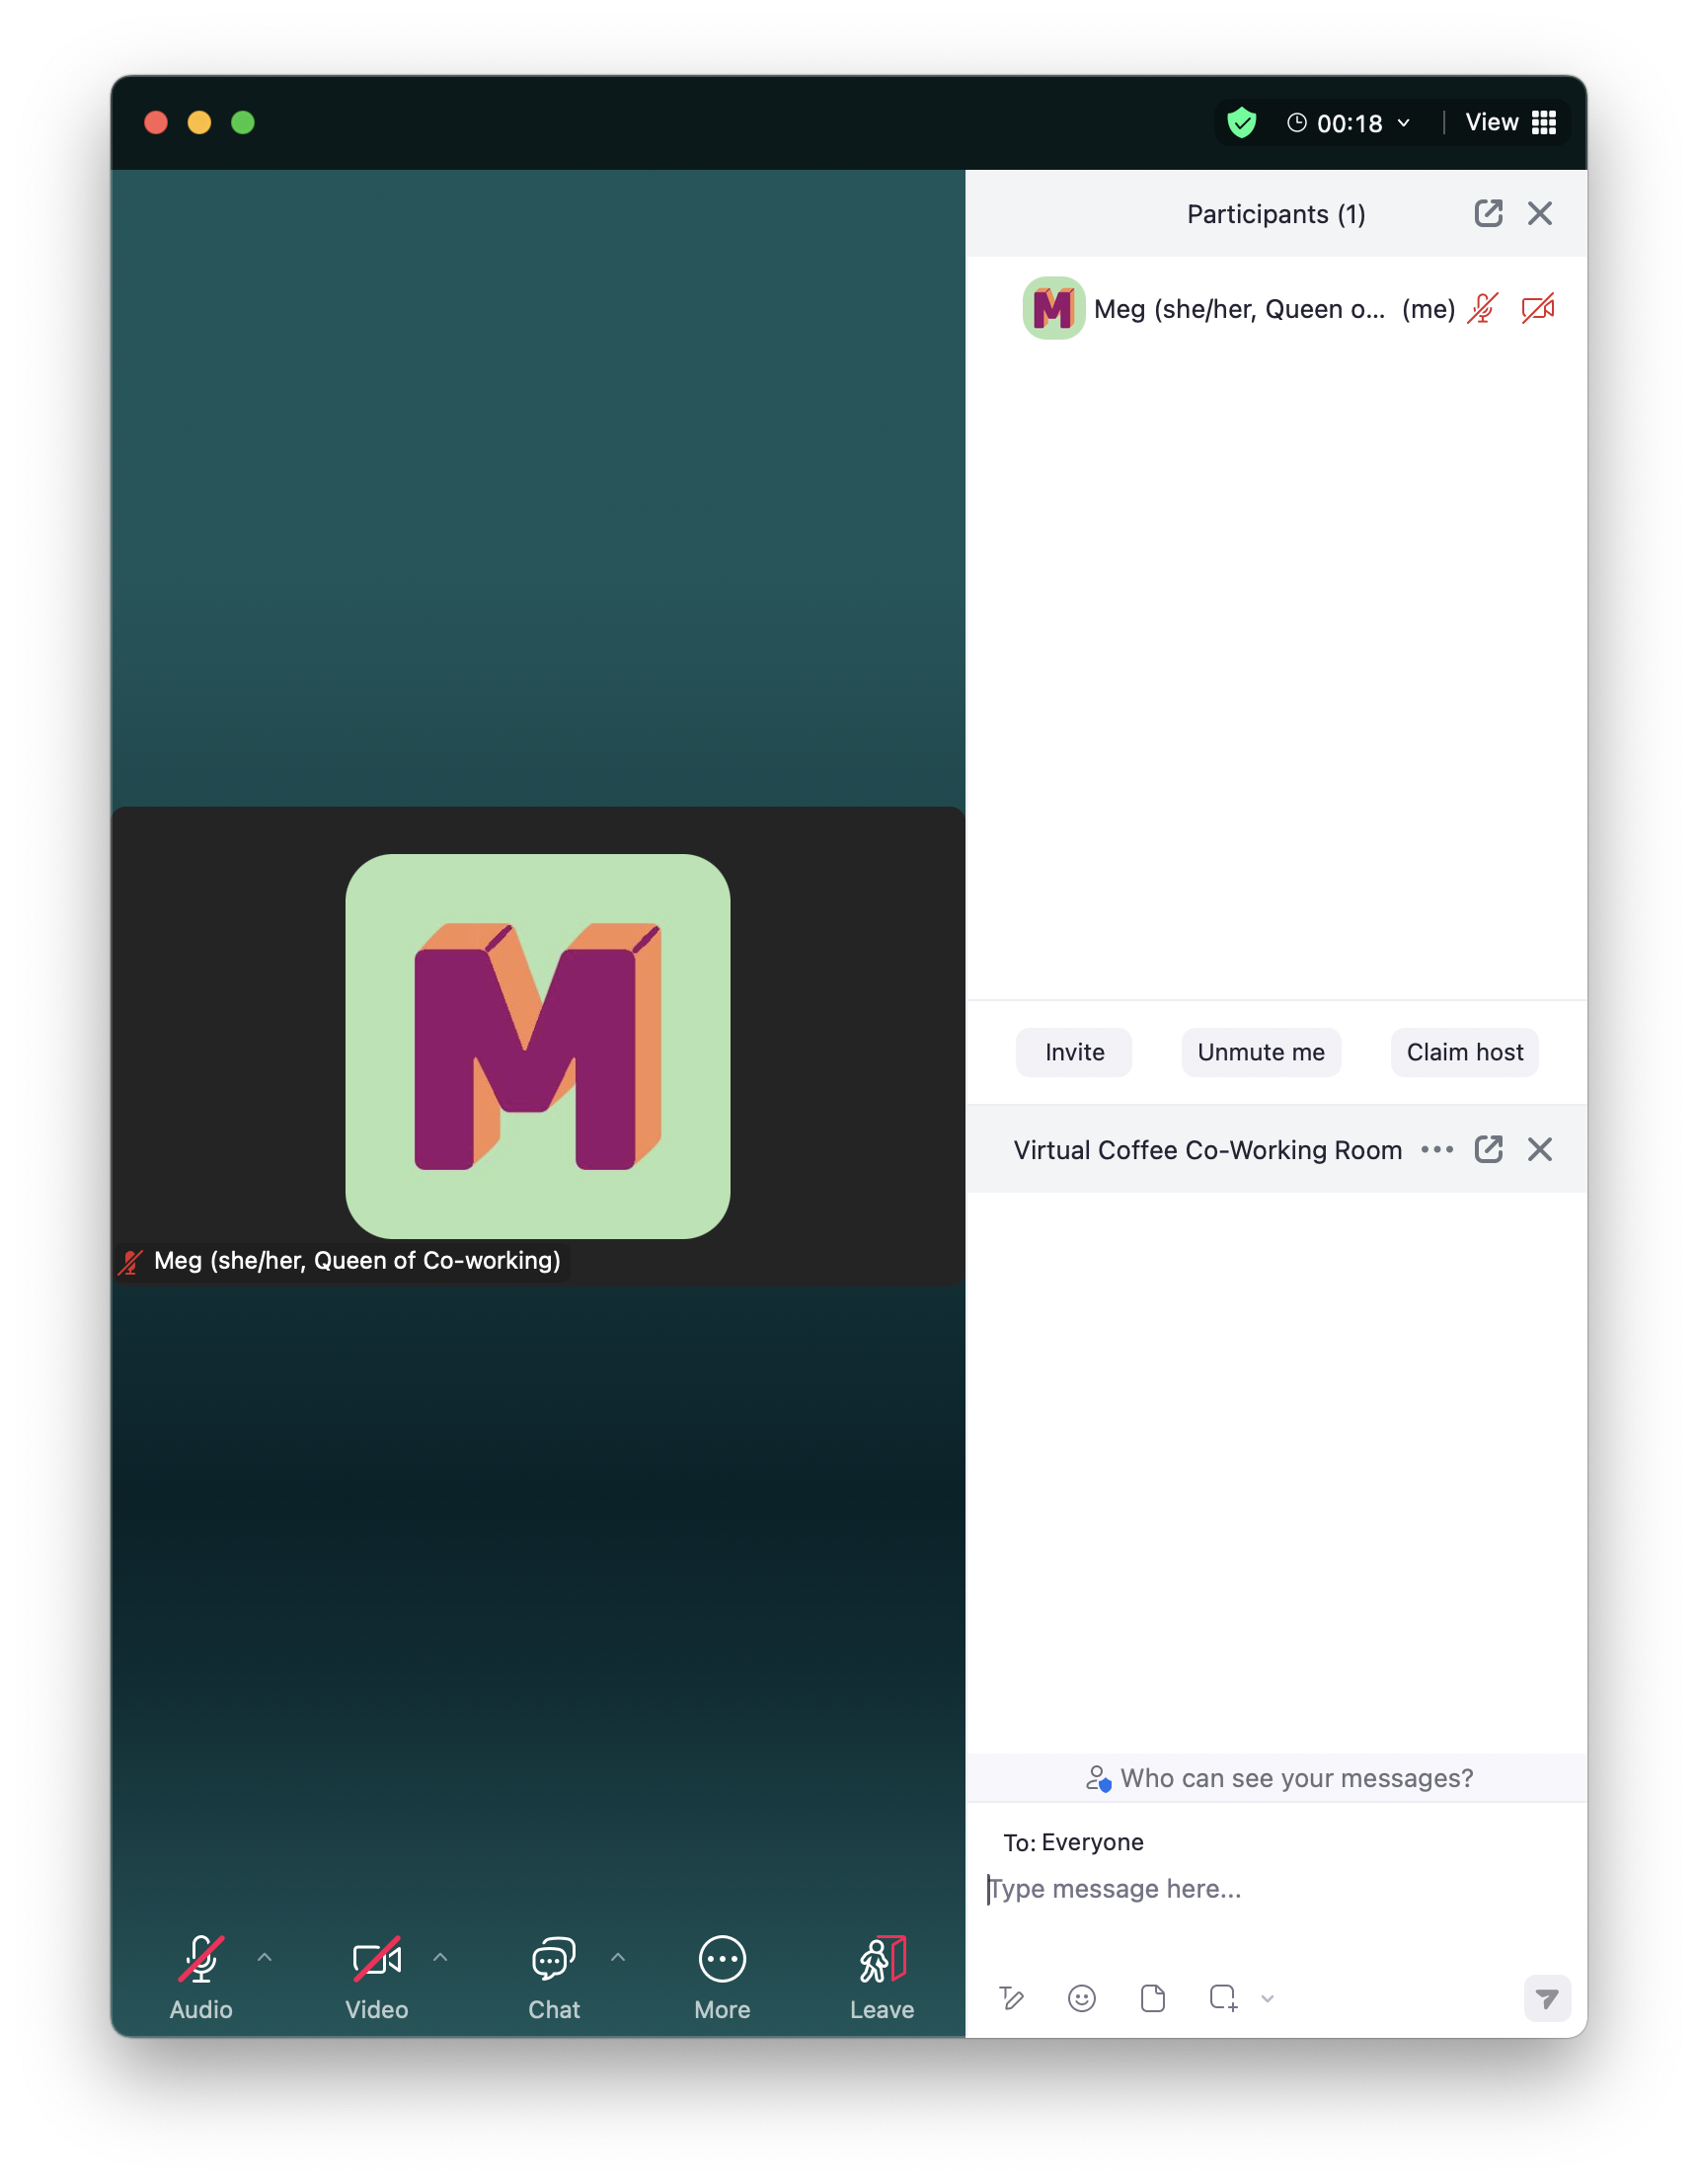 00:18
View
Participants (1)
M
Meg (she/her, Queen o... (me)
M
Meg (she/her, Queen of Co-working)
Invite
Unmute me
Claim host
Virtual Coffee Co-Working Room
Who can see your messages?
To: Everyone
Type message here...
Audio
Video
Chat
More
Leave